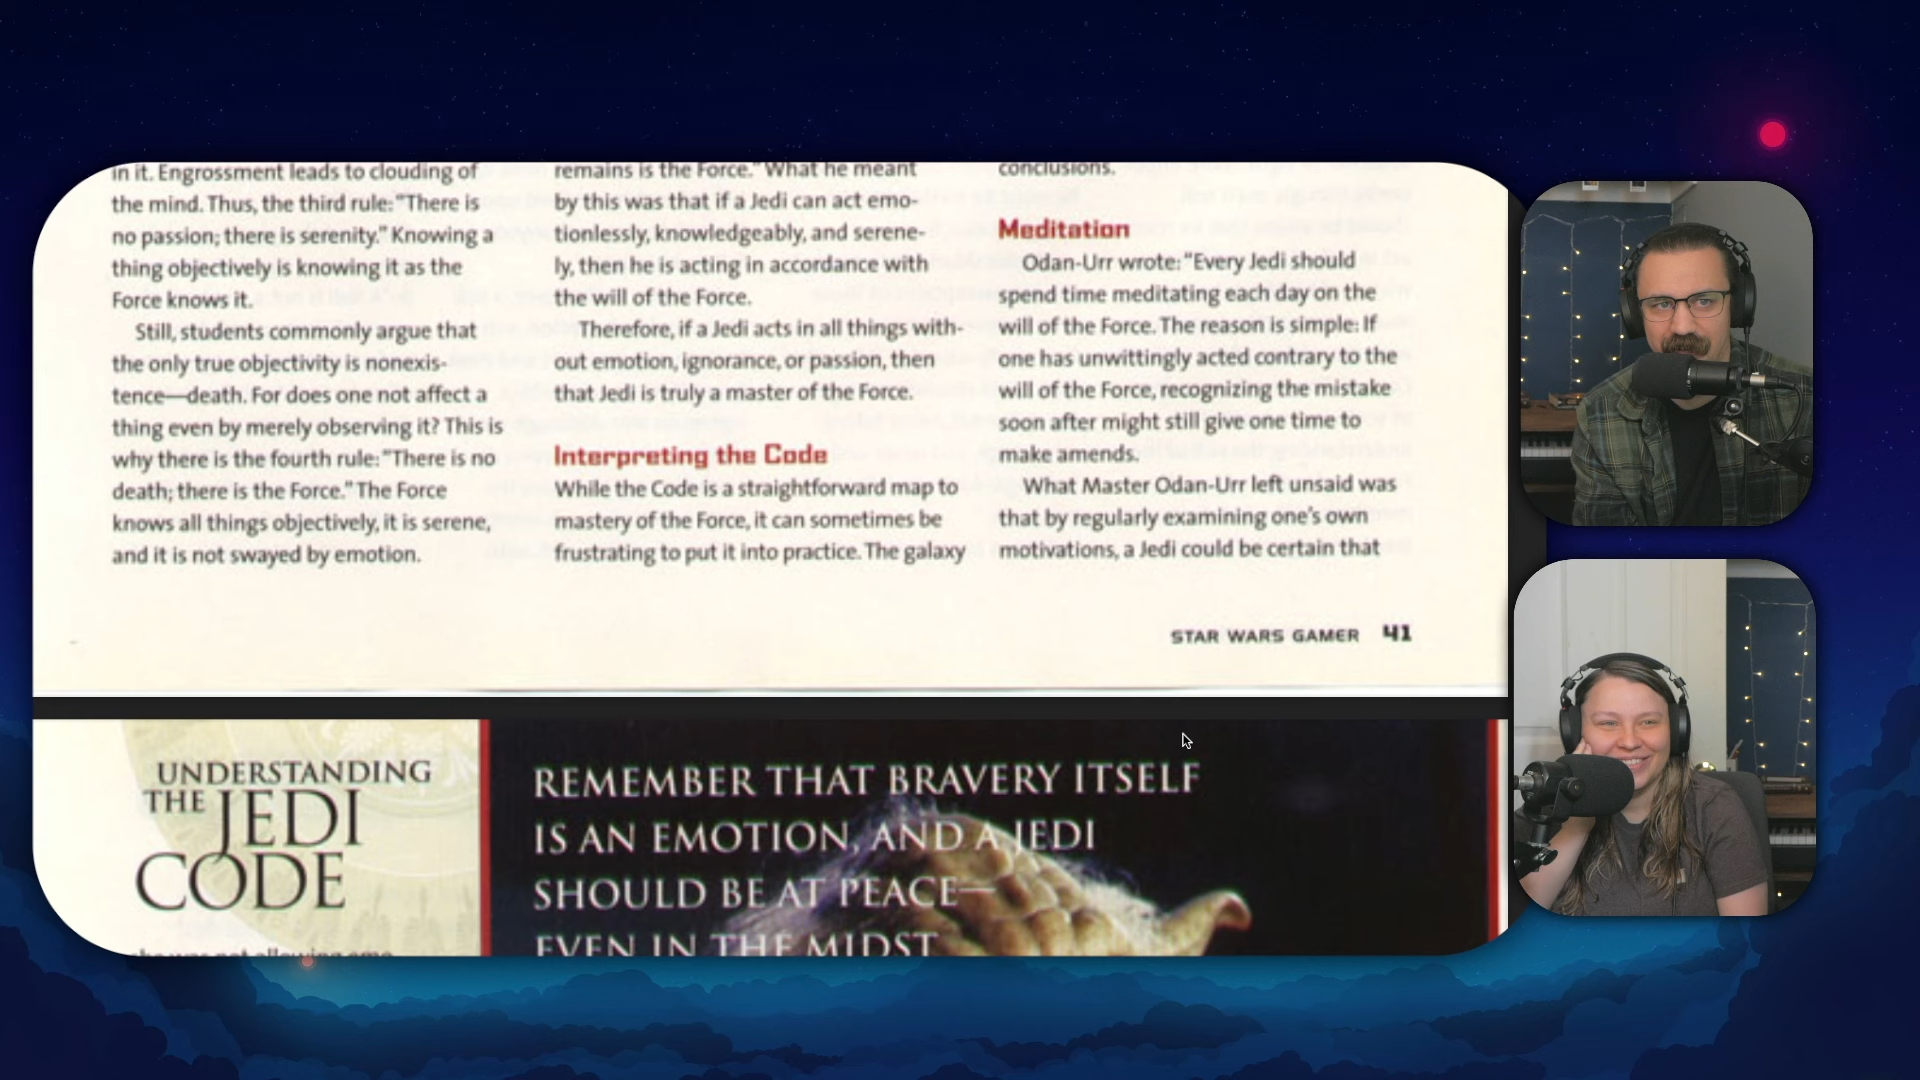 in it. Engrossment leads to clouding of
the mind. Thus, the third rule: "There is
no passion; there is serenity." Knowing a
thing objectively is knowing it as the
Force knows it.
Still, students commonly argue that
the only true objectivity is nonexis-
tence—death. For does one not affect a
thing even by merely observing it? This is
why there is the fourth rule: "There is no
death; there is the Force." The Force
knows all things objectively, it is serene,
and it is not swayed by emotion.
remains is the Force." What he meant
by this was that if a Jedi can act emo-
tionlessly, knowledgeably, and serene-
ly, then he is acting in accordance with
the will of the Force.
Therefore, if a Jedi acts in all things with-
out emotion, ignorance, or passion, then
that Jedi is truly a master of the Force.
Interpreting the Code
While the Code is a straightforward map to
mastery of the Force, it can sometimes be
frustrating to put it into practice. The galaxy
conclusions.
Meditation
Odan-Urr wrote: "Every Jedi should
spend time meditating each day on the
will of the Force. The reason is simple: If
one has unwittingly acted contrary to the
will of the Force, recognizing the mistake
soon after might still give one time to
make amends.
What Master Odan-Urr left unsaid was
that by regularly examining one's own
motivations, a Jedi could be certain that
STAR WARS GAMER 41
UNDERSTANDING
THE JEDI
CODE
REMEMBER THAT BRAVERY ITSELF
IS AN EMOTION, AND A JEDI
SHOULD BE AT PEACE—
EVEN IN THE MIDST